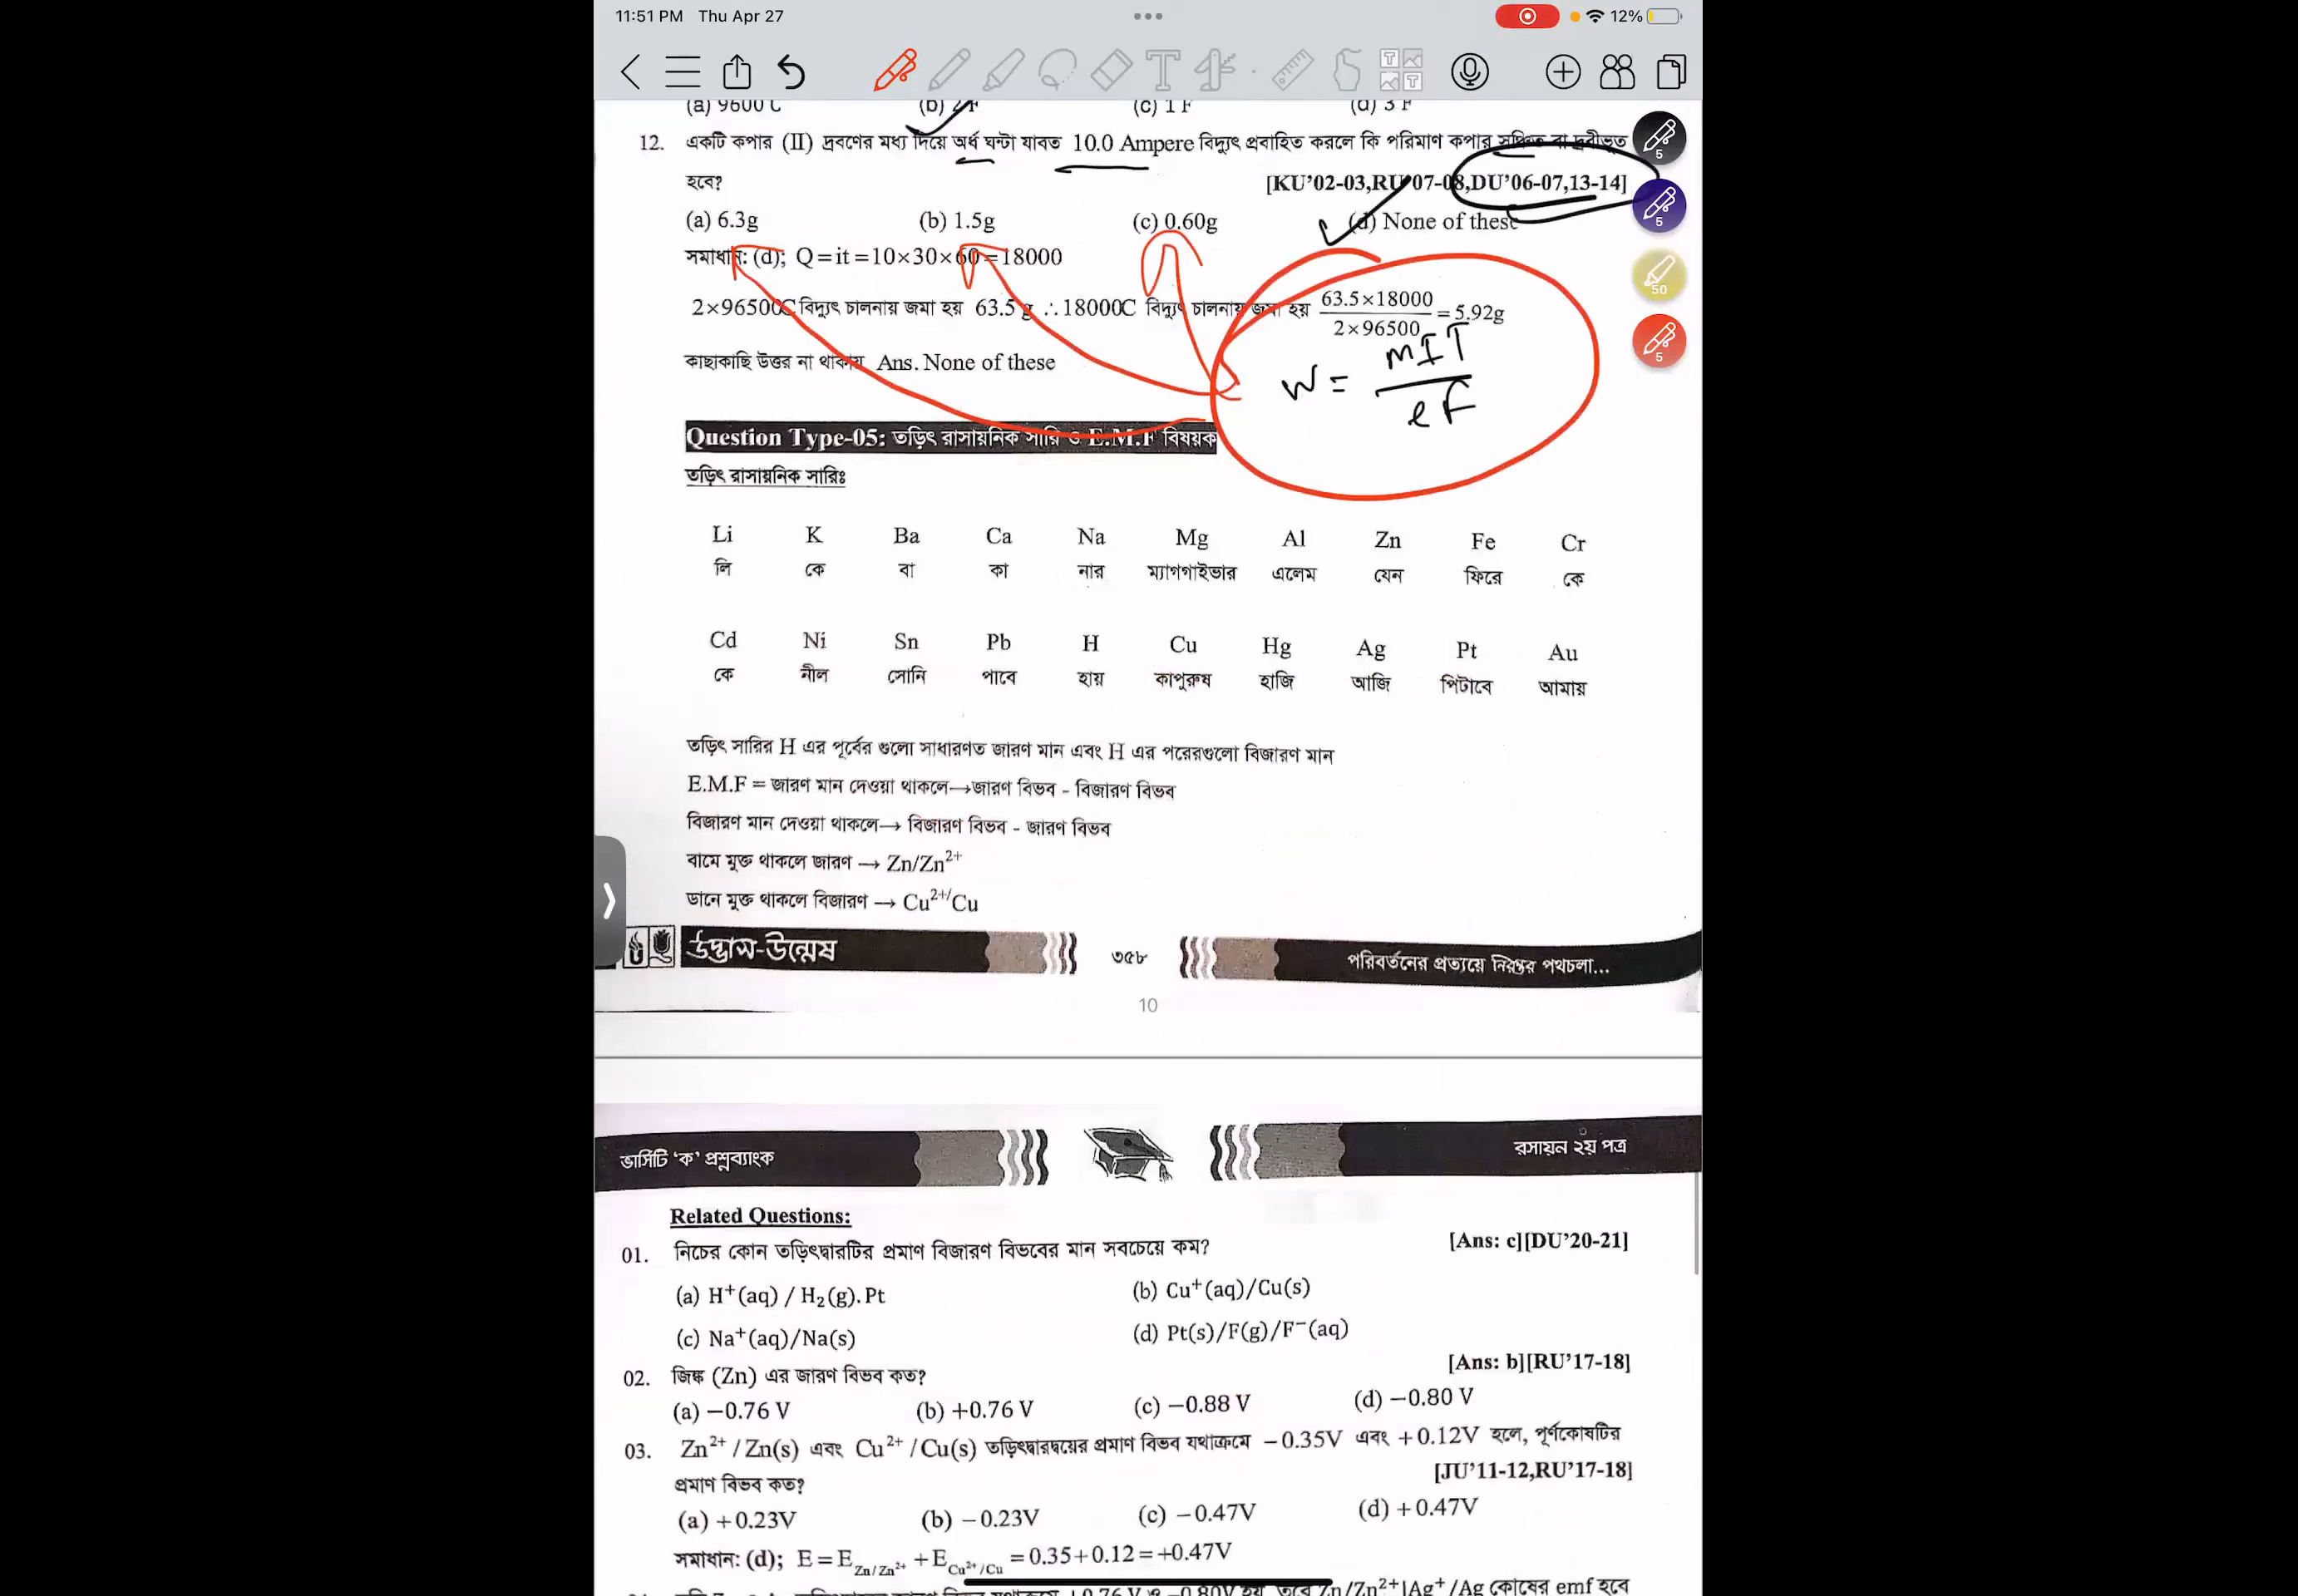 11:51 PM Thu Apr 27
12%
(a) 9600 C (b) 2 F (c) 1 F (d) 3 F
12. একটি কপার (II) দ্রবণের মধ্য দিয়ে অর্ধ ঘন্টা যাবত 10.0 Ampere বিদ্যুৎ প্রবাহিত করলে কি পরিমাণ কপার সঞ্চিত বা দ্রবীভূত
হবে? [KU’02-03,RU’07-08,DU’06-07,13-14]
(a) 6.3g (b) 1.5g (c) 0.60g (d) None of these
সমাধান: (d); Q=it=10×30×60=18000
2×96500C বিদ্যুৎ চালনায় জমা হয় 63.5 g ∴18000C বিদ্যুৎ চালনায় জমা হয় 63.5×18000 / 2×96500 = 5.92g
কাছাকাছি উত্তর না থাকায় Ans. None of these
W = mIT / eF
Question Type-05: তড়িৎ রাসায়নিক সারি ও E.M.F বিষয়ক
তড়িৎ রাসায়নিক সারিঃ
Li K Ba Ca Na Mg Al Zn Fe Cr
লি কে বা কা নার ম্যাগগাইভার এলেম যেন ফিরে কে
Cd Ni Sn Pb H Cu Hg Ag Pt Au
কে নীল সোনি পাবে হায় কাপুরুষ হাজি আজি পিটাবে আমায়
তড়িৎ সারির H এর পূর্বের গুলো সাধারণত জারণ মান এবং H এর পরেরগুলো বিজারণ মান
E.M.F = জারণ মান দেওয়া থাকলে→জারণ বিভব - বিজারণ বিভব
বিজারণ মান দেওয়া থাকলে→ বিজারণ বিভব - জারণ বিভব
বামে মুক্ত থাকলে জারণ → Zn/Zn²⁺
ডানে মুক্ত থাকলে বিজারণ → Cu²⁺/Cu
উদ্ভাস-উন্মেষ ৩৫৮ পরিবর্তনের প্রত্যয়ে নিরন্তর পথচলা...
10
ভার্সিটি ‘ক’ প্রশ্নব্যাংক রসায়ন ২য় পত্র
Related Questions:
01. নিচের কোন তড়িৎদ্বারটির প্রমাণ বিজারণ বিভবের মান সবচেয়ে কম? [Ans: c][DU’20-21]
(a) H⁺(aq) / H₂(g).Pt (b) Cu⁺(aq)/Cu(s)
(c) Na⁺(aq)/Na(s) (d) Pt(s)/F(g)/F⁻(aq)
02. জিঙ্ক (Zn) এর জারণ বিভব কত? [Ans: b][RU’17-18]
(a) −0.76 V (b) +0.76 V (c) −0.88 V (d) −0.80 V
03. Zn²⁺ / Zn(s) এবং Cu²⁺ / Cu(s) তড়িৎদ্বারদ্বয়ের প্রমাণ বিভব যথাক্রমে −0.35V এবং +0.12V হলে, পূর্ণকোষটির
প্রমাণ বিভব কত? [JU’11-12,RU’17-18]
(a) +0.23V (b) −0.23V (c) −0.47V (d) +0.47V
সমাধান: (d); E = E Zn/Zn²⁺ + E Cu²⁺/Cu = 0.35+0.12 = +0.47V
5
5
50
5